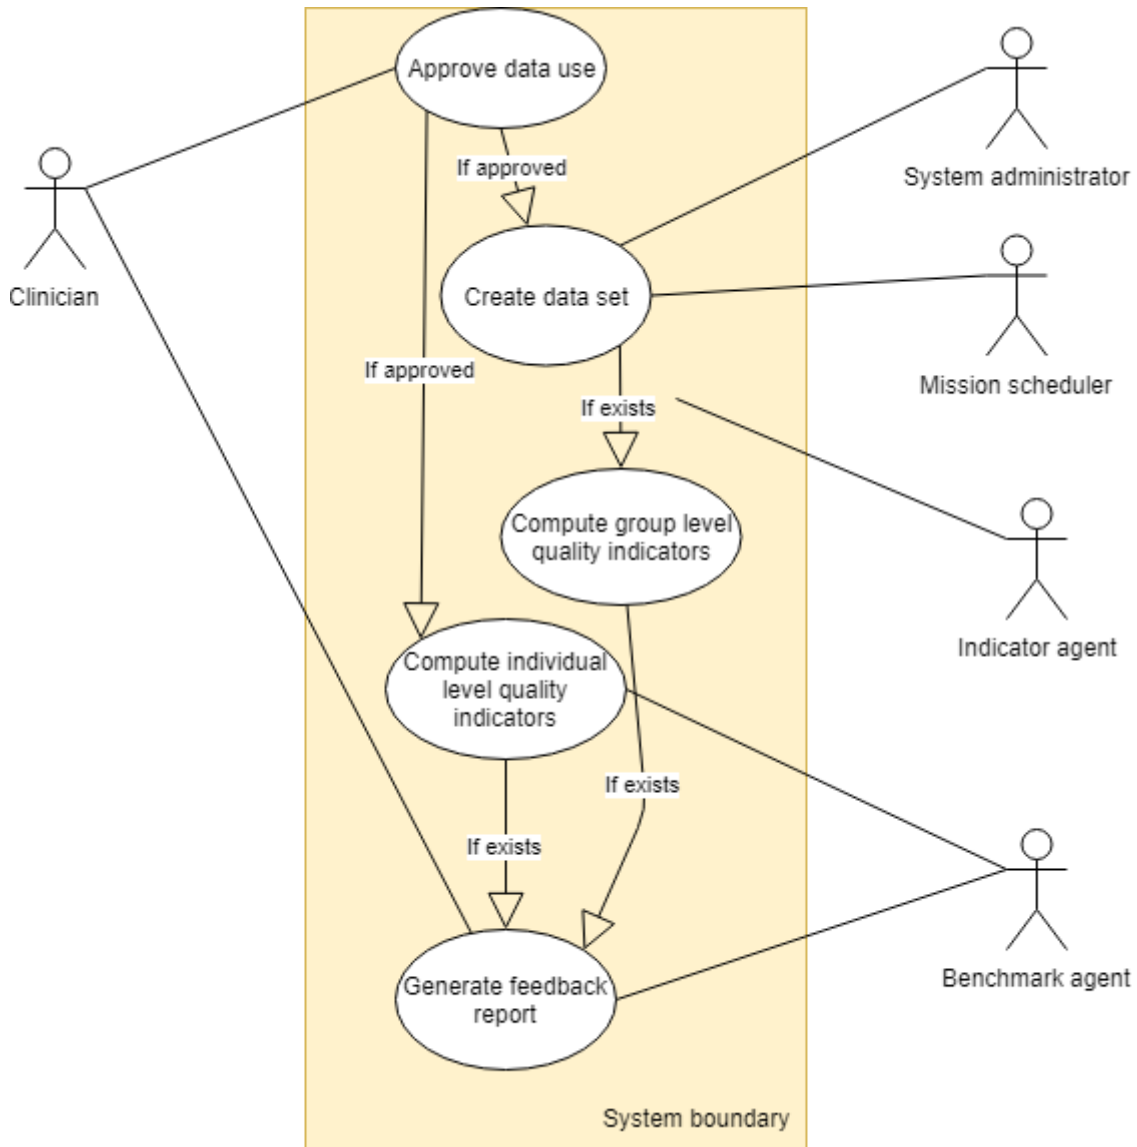 Approve data use
If approved
System administrator
Clinician
Create data set
Mission scheduler
If approved
If exists
Compute group level
quality indicators
Indicator agent
Compute individual
level quality
indicators
If exists
If exists
Generate feedback
report
Benchmark agent
System boundary